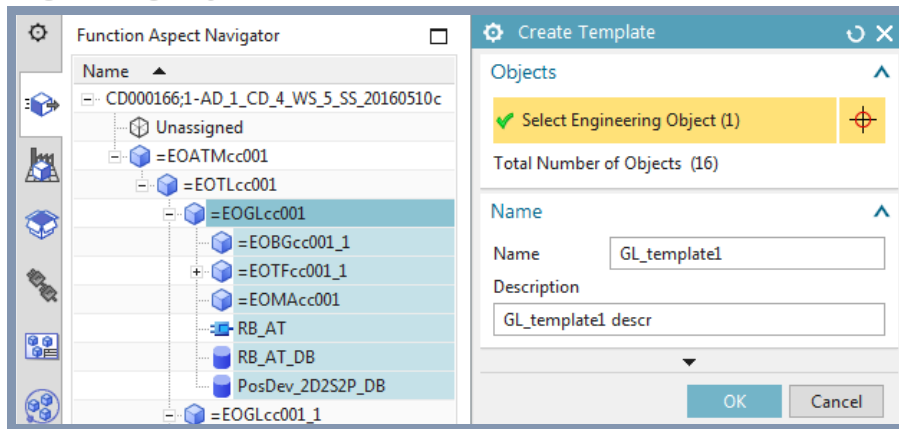 Function Aspect Navigator
Name
CD000166;1-AD_1_CD_4_WS_5_SS_20160510c
Unassigned
=EOATMcc001
=EOTLcc001
=EOGLcc001
=EOBGcc001_1
=EOTFcc001_1
=EOMAcc001
RB_AT
RB_AT_DB
PosDev_2D2S2P_DB
=EOGLcc001_1
Create Template
Objects
Select Engineering Object (1)
Total Number of Objects (16)
Name
Name GL_template1
Description
GL_template1 descr
OK Cancel